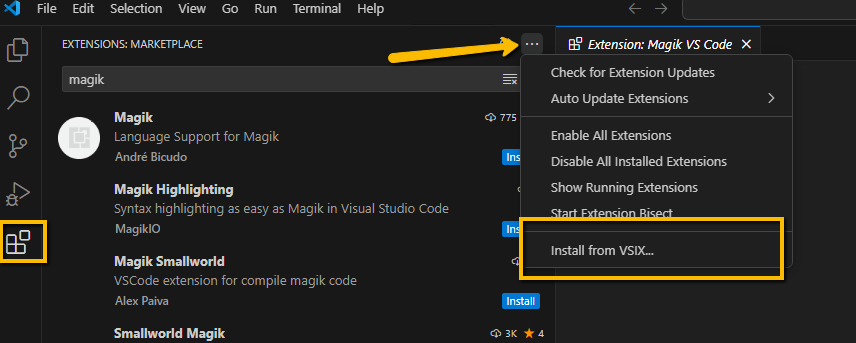 File Edit Selection View Go Run Terminal Help
EXTENSIONS: MARKETPLACE
magik
Magik 775
Language Support for Magik
André Bicudo
Magik Highlighting
Syntax highlighting as easy as Magik in Visual Studio Code
MagikIO
Magik Smallworld
VSCode extension for compile magik code
Alex Paiva Install
Smallworld Magik 3K 4
Extension: Magik VS Code
Check for Extension Updates
Auto Update Extensions
Enable All Extensions
Disable All Installed Extensions
Show Running Extensions
Start Extension Bisect
Install from VSIX...